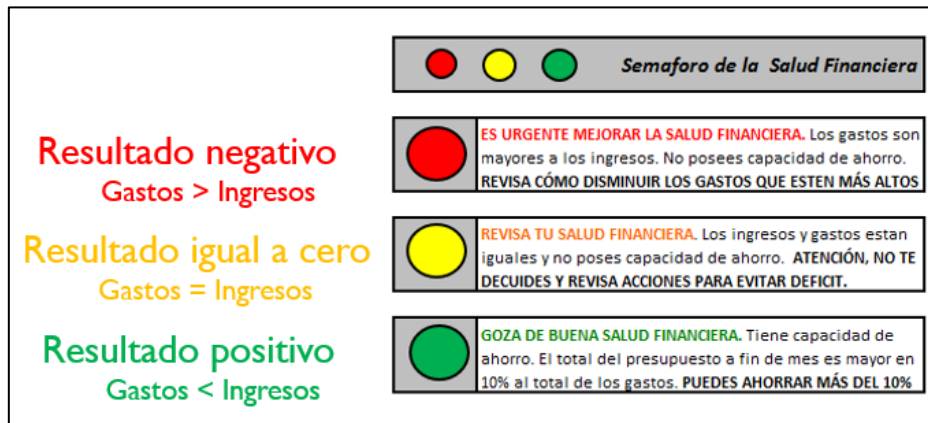 Semaforo de la Salud Financiera
Resultado negativo
Gastos > Ingresos
ES URGENTE MEJORAR LA SALUD FINANCIERA. Los gastos son
mayores a los ingresos. No posees capacidad de ahorro.
REVISA CÓMO DISMINUIR LOS GASTOS QUE ESTEN MÁS ALTOS
Resultado igual a cero
Gastos = Ingresos
REVISA TU SALUD FINANCIERA. Los ingresos y gastos estan
iguales y no poses capacidad de ahorro. ATENCIÓN, NO TE
DECUIDES Y REVISA ACCIONES PARA EVITAR DEFICIT.
Resultado positivo
Gastos < Ingresos
GOZA DE BUENA SALUD FINANCIERA. Tiene capacidad de
ahorro. El total del presupuesto a fin de mes es mayor en
10% al total de los gastos. PUEDES AHORRAR MÁS DEL 10%